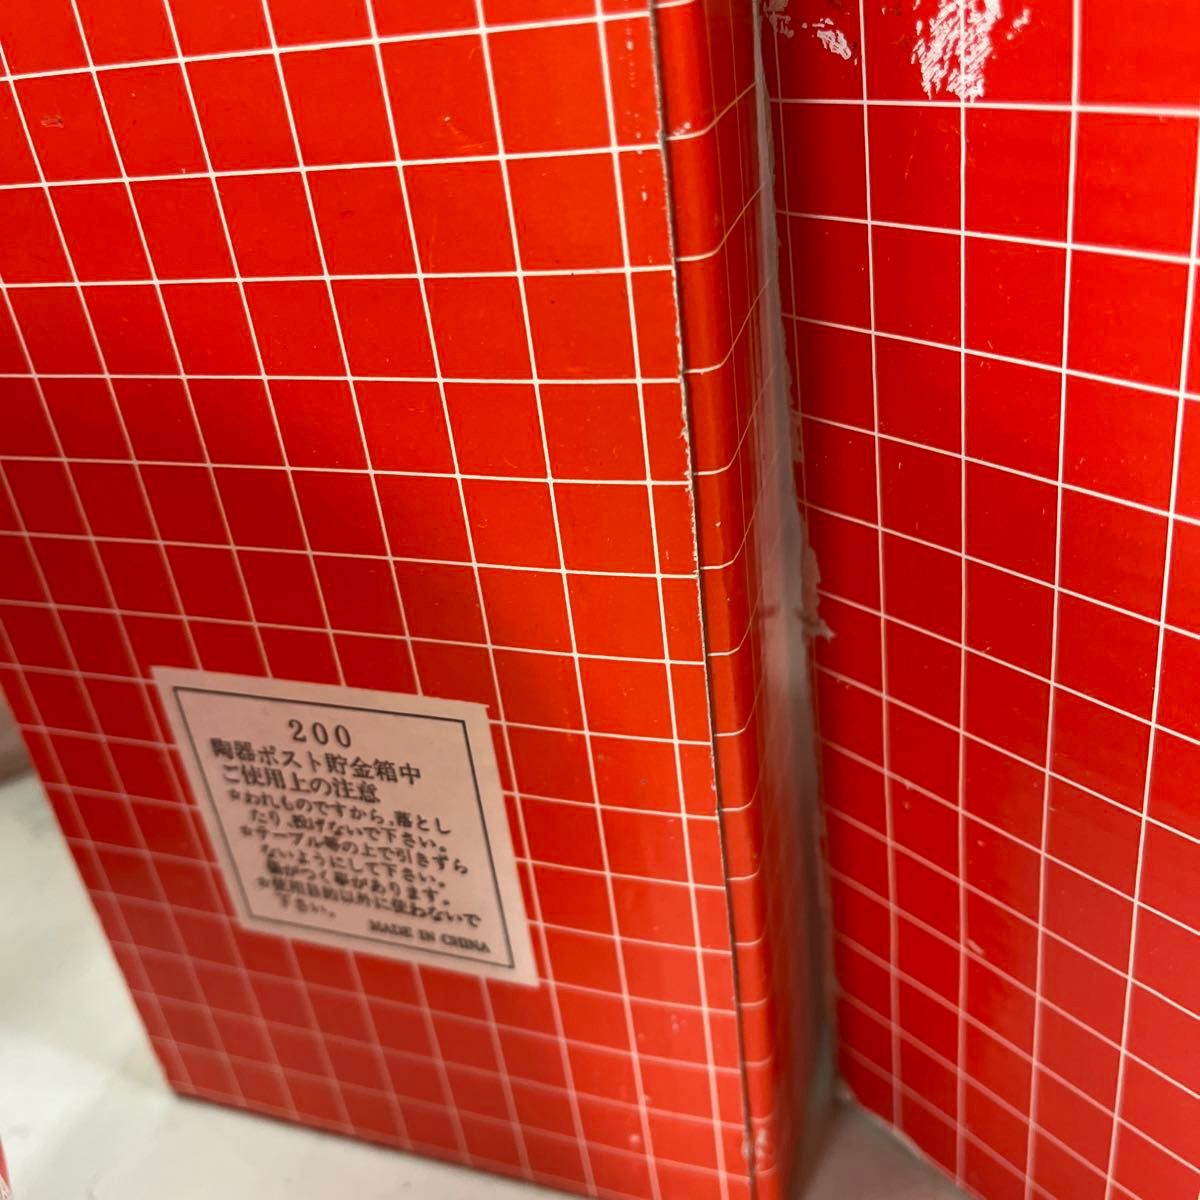 200
陶器ポスト貯金箱中
ご使用上の注意
*われものですから、落とし
たり、投げないで下さい。
*テーブル等の上で引きずら
ないようにして下さい。
傷がつく事があります。
*使用目的以外に使わないで
下さい。
MADE IN CHINA